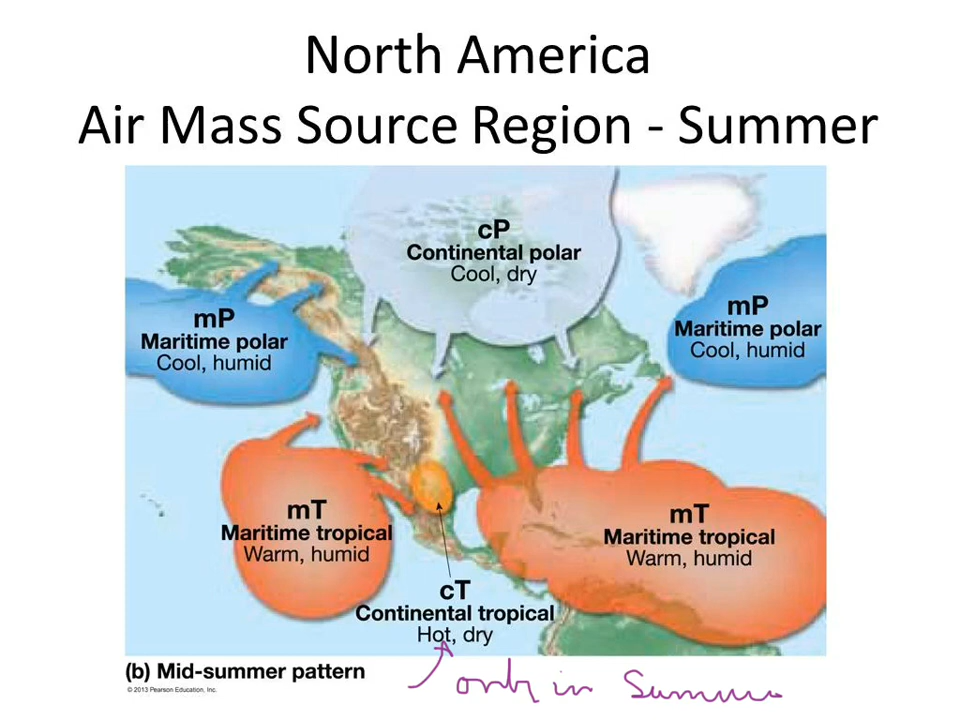 North America
Air Mass Source Region - Summer
cP
Continental polar
Cool, dry
mP
Maritime polar
Cool, humid
mP
Maritime polar
Cool, humid
mT
Maritime tropical
Warm, humid
mT
Maritime tropical
Warm, humid
cT
Continental tropical
Hot, dry
(b) Mid-summer pattern
© 2013 Pearson Education, Inc.
only in Summer